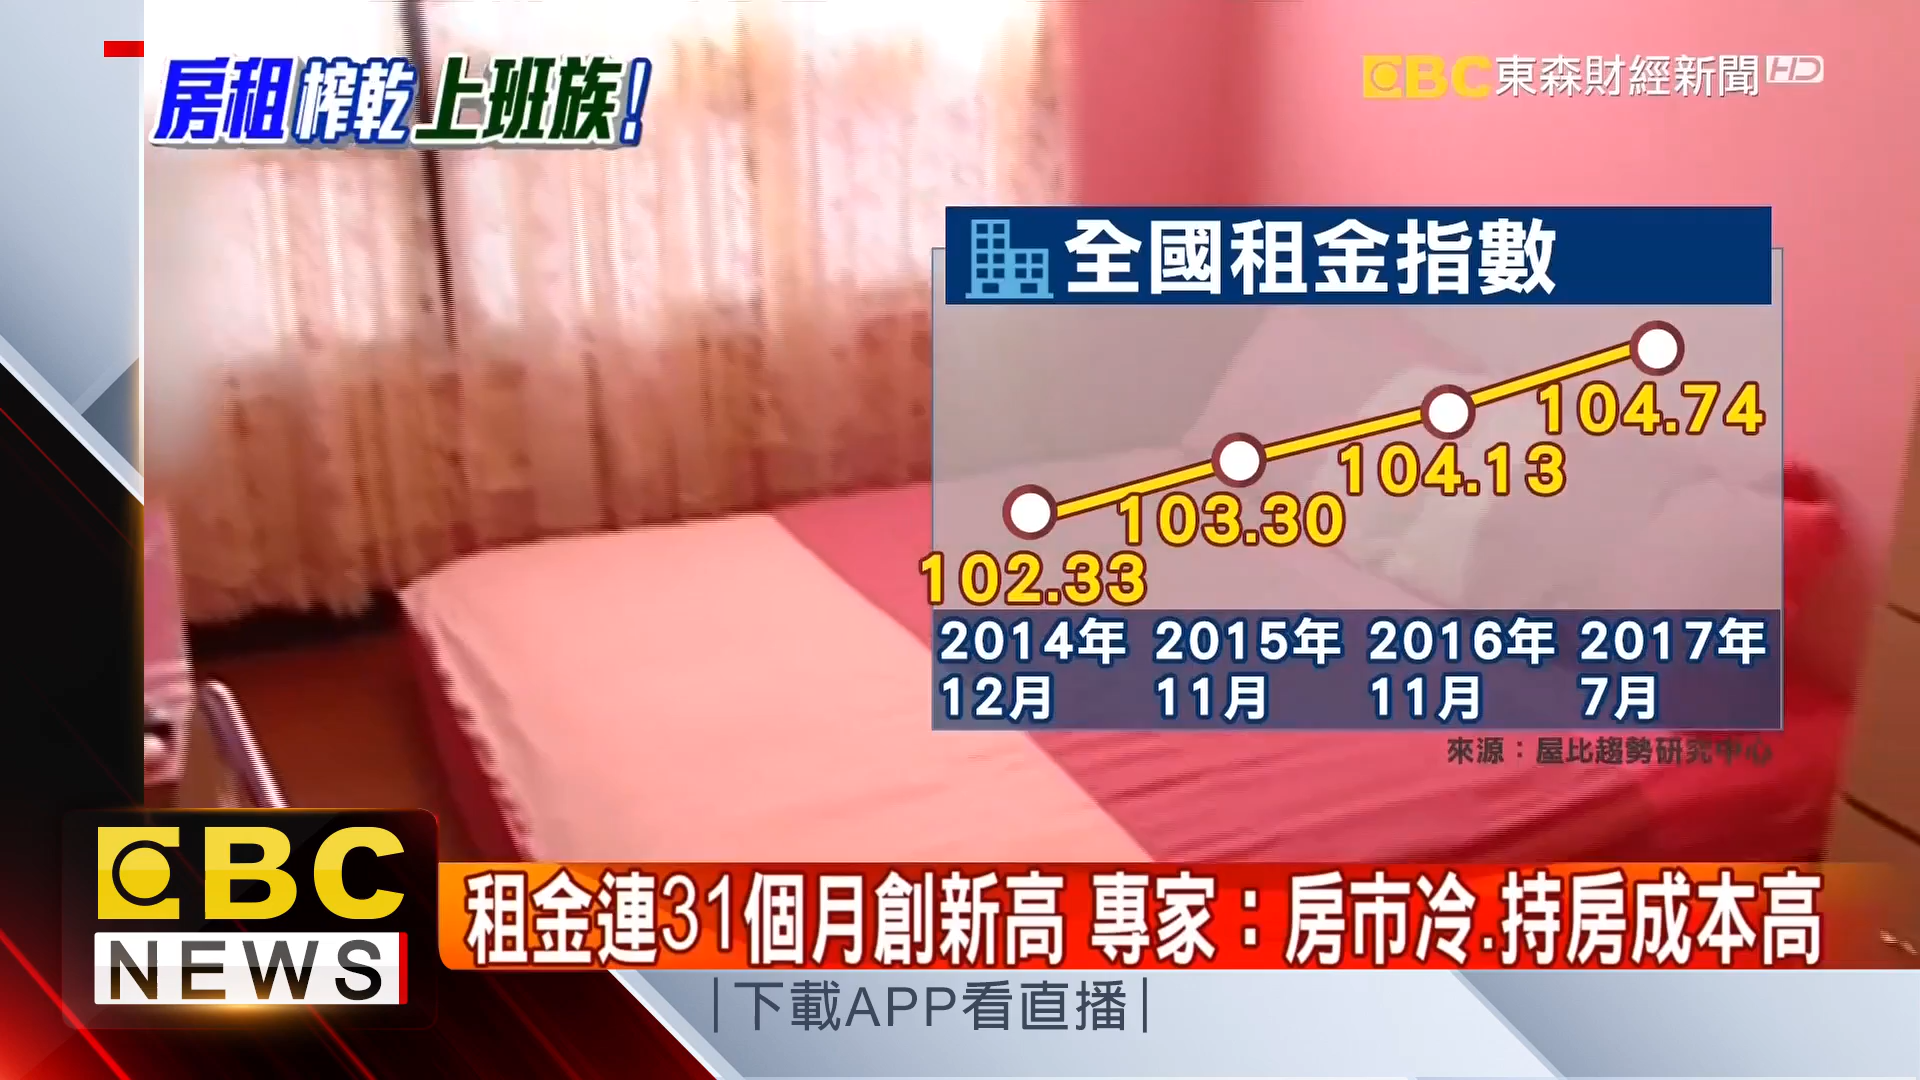 房租榨乾上班族!
EBC東森財經新聞HD
全國租金指數
104.74
104.13
103.30
102.33
2014年 2015年 2016年 2017年
12月 11月 11月 7月
來源：屋比趨勢研究中心
租金連31個月創新高 專家：房市冷.持房成本高
EBC
NEWS
|下載APP看直播|